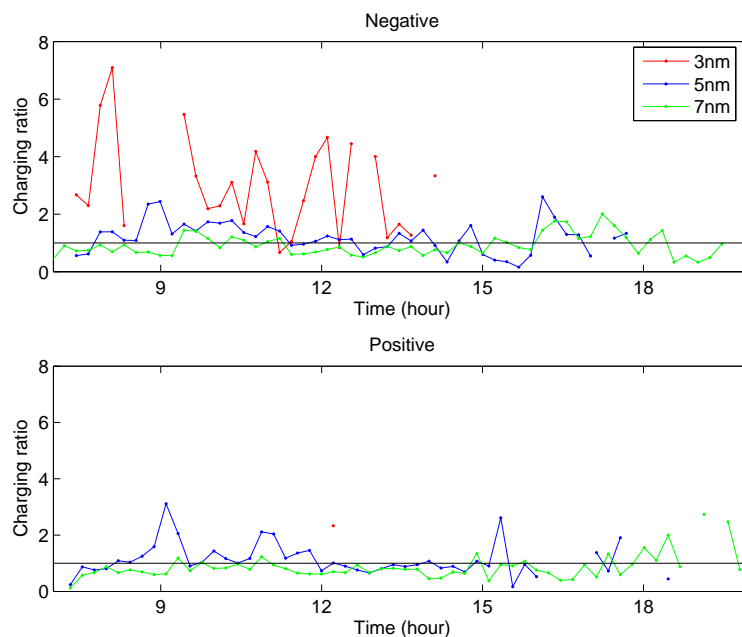 Negative
8
6
4
2
0
Charging ratio
3nm
5nm
7nm
9 12 15 18
Time (hour)
Positive
8
6
4
2
0
Charging ratio
9 12 15 18
Time (hour)